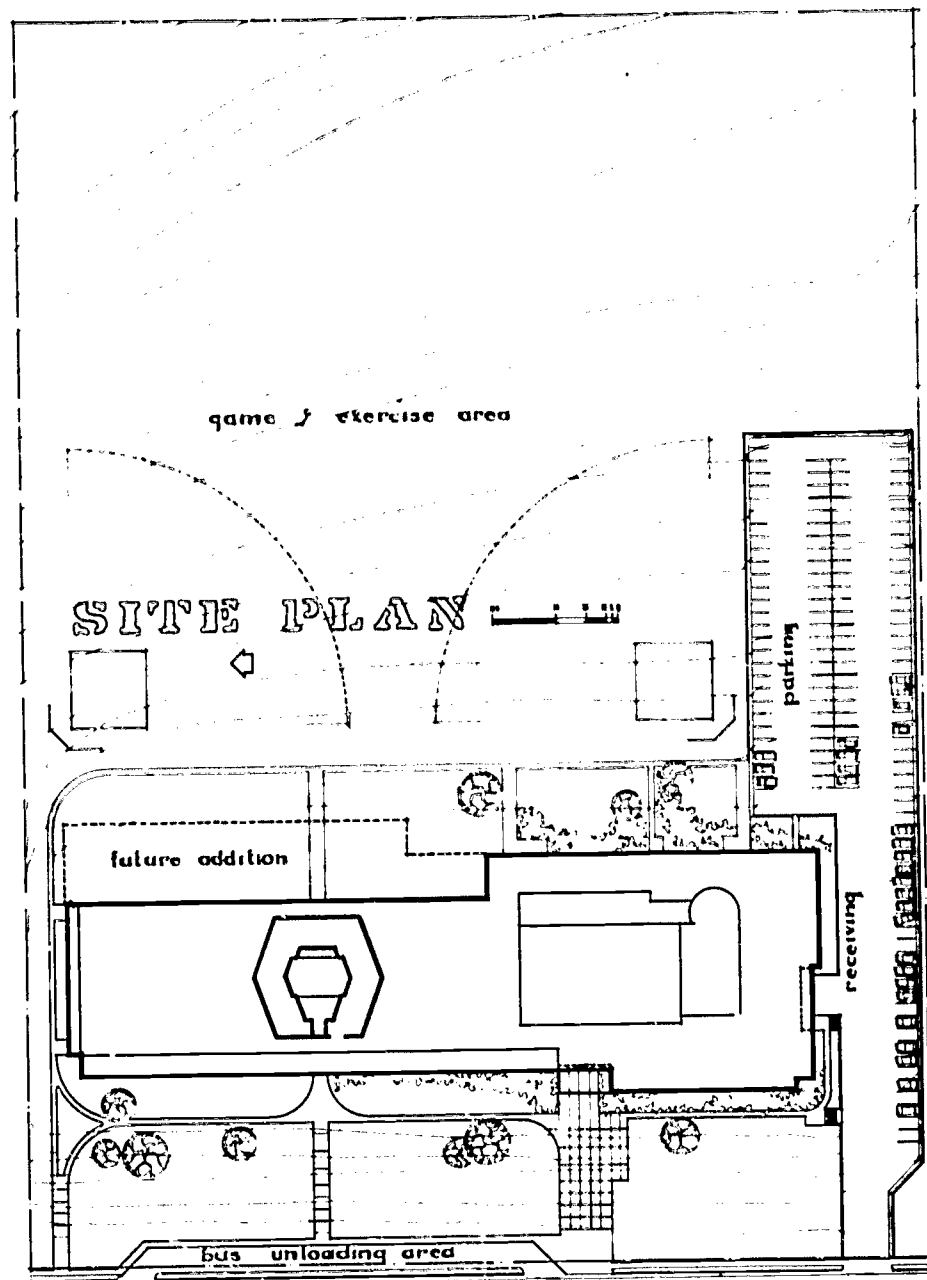 game & exercise area
SITE PLAN
parking
future addition
receiving
bus unloading area